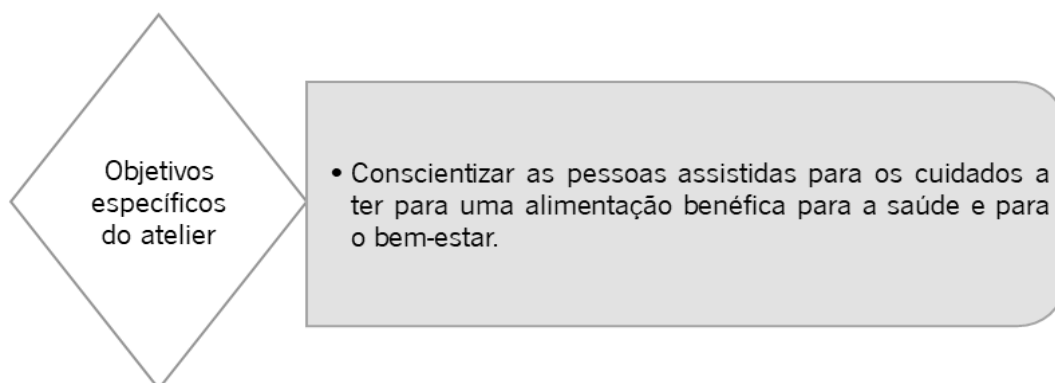 Objetivos
específicos
do atelier
• Conscientizar as pessoas assistidas para os cuidados a
ter para uma alimentação benéfica para a saúde e para
o bem-estar.